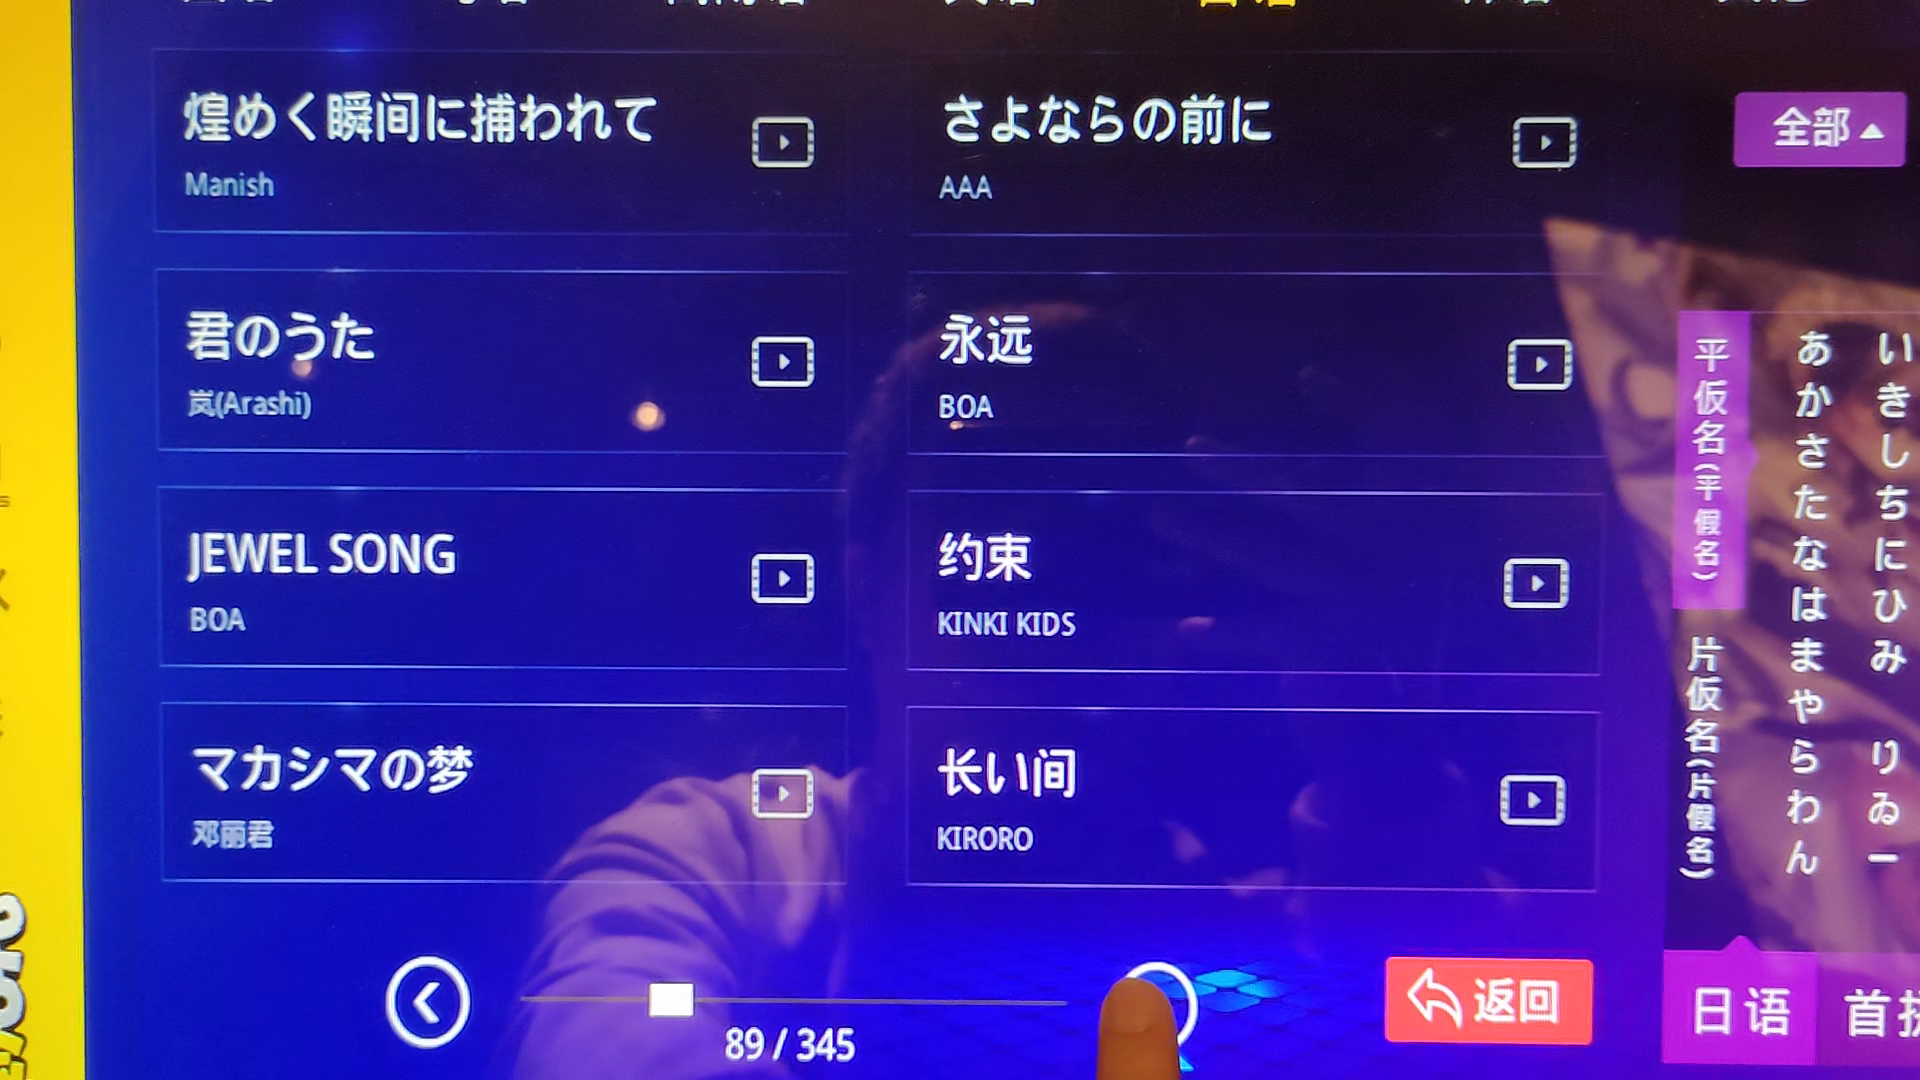 煌めく瞬间に捕われて
Manish
さよならの前に
AAA
君のうた
岚(Arashi)
永远
BOA
JEWEL SONG
BOA
约束
KINKI KIDS
マカシマの梦
邓丽君
长い间
KIRORO
89 / 345
返回
全部
平仮名(平假名)
片仮名(片假名)
あかさたなはまやらわん
いきしちにひみ りゐー
日语
首